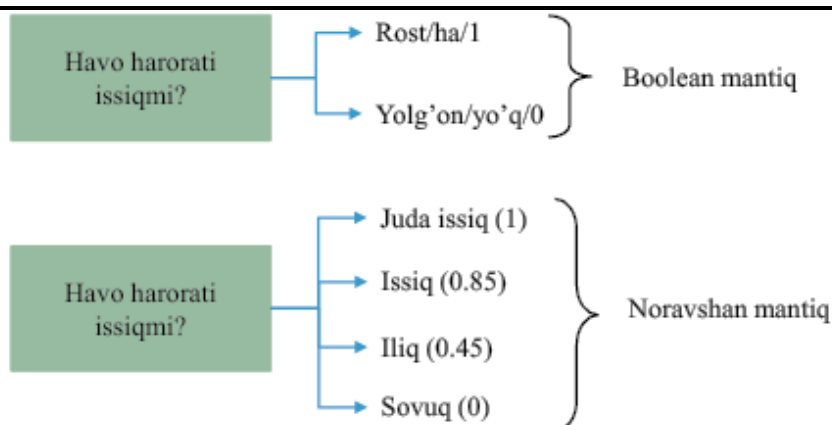 Havo harorati
issiqmi?
Rost/ha/1
Yolg’on/yo’q/0
Boolean mantiq
Havo harorati
issiqmi?
Juda issiq (1)
Issiq (0.85)
Iliq (0.45)
Sovuq (0)
Noravshan mantiq